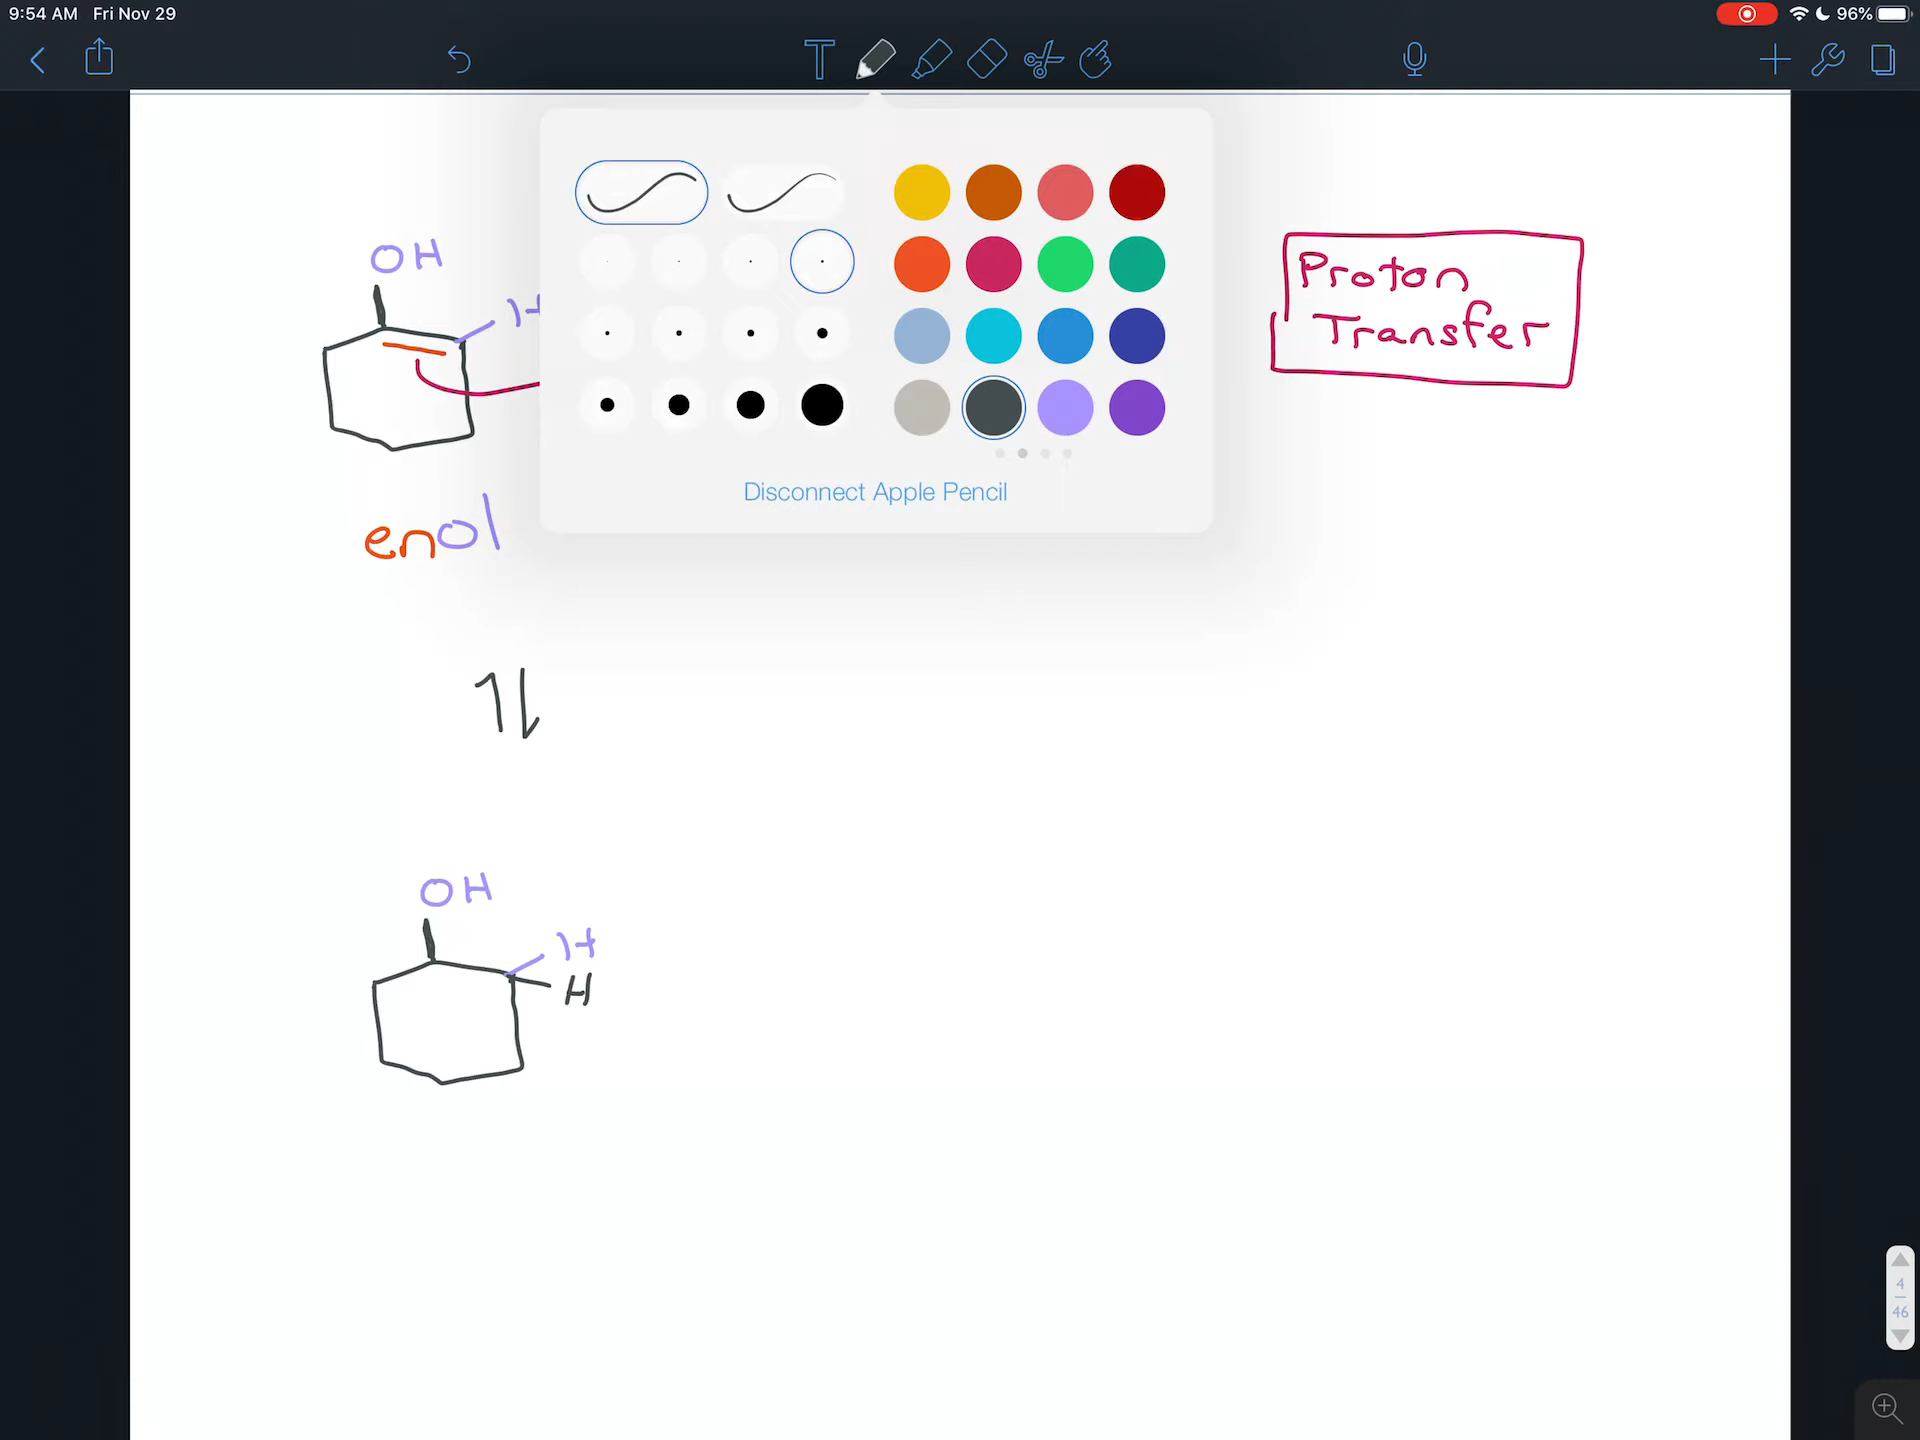 9:54 AM Fri Nov 29
96%
T
OH
H
Proton
Transfer
Disconnect Apple Pencil
enol
OH
H
H
4
46